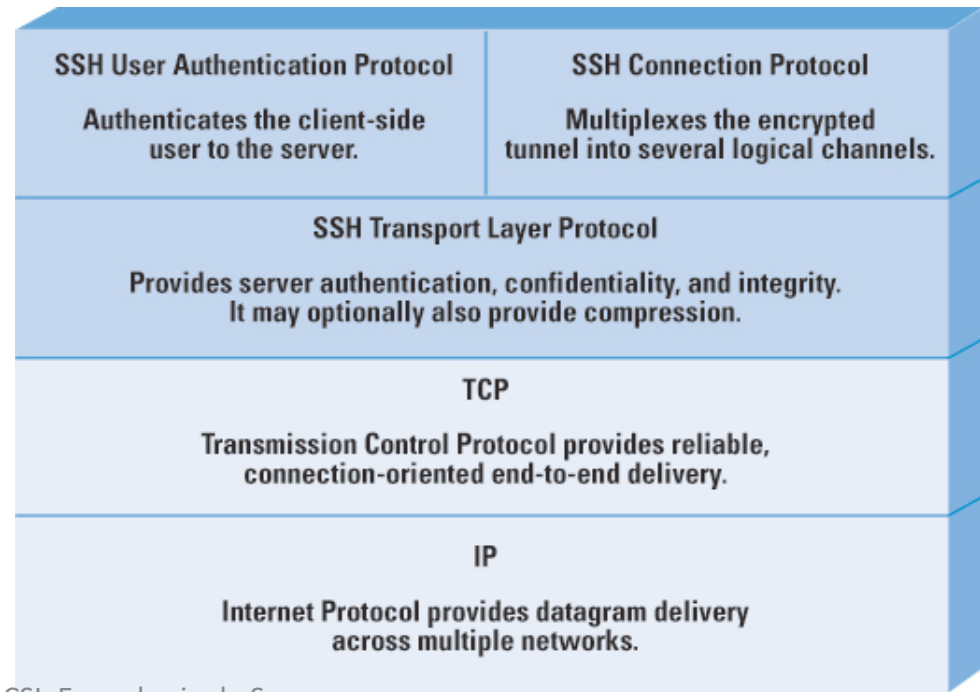 SSH User Authentication Protocol
Authenticates the client-side
user to the server.
SSH Connection Protocol
Multiplexes the encrypted
tunnel into several logical channels.
SSH Transport Layer Protocol
Provides server authentication, confidentiality, and integrity.
It may optionally also provide compression.
TCP
Transmission Control Protocol provides reliable,
connection-oriented end-to-end delivery.
IP
Internet Protocol provides datagram delivery
across multiple networks.